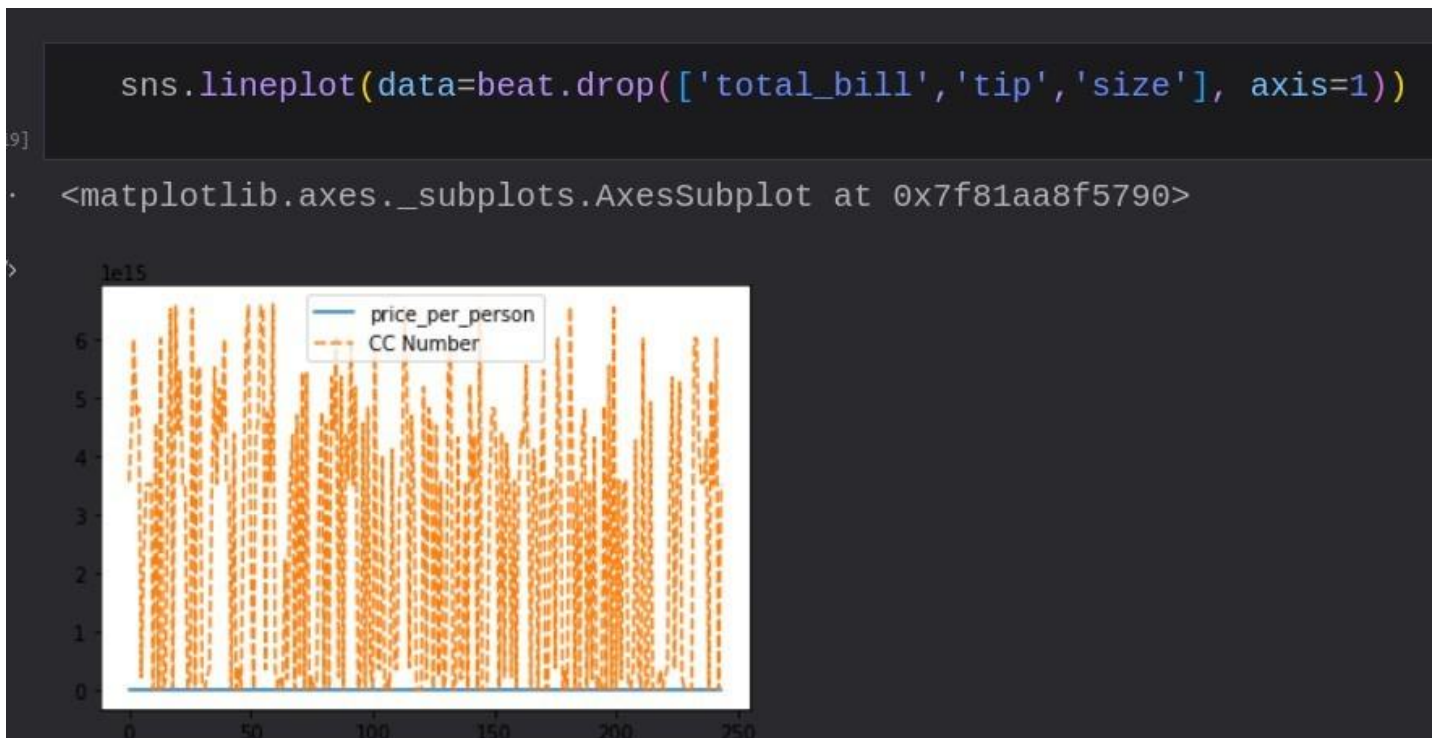 sns.lineplot(data=beat.drop(['total_bill','tip','size'], axis=1))
9]
<matplotlib.axes._subplots.AxesSubplot at 0x7f81aa8f5790>
1e15
price_per_person
CC Number
6
5
4
3
2
1
0
0 50 100 150 200 250